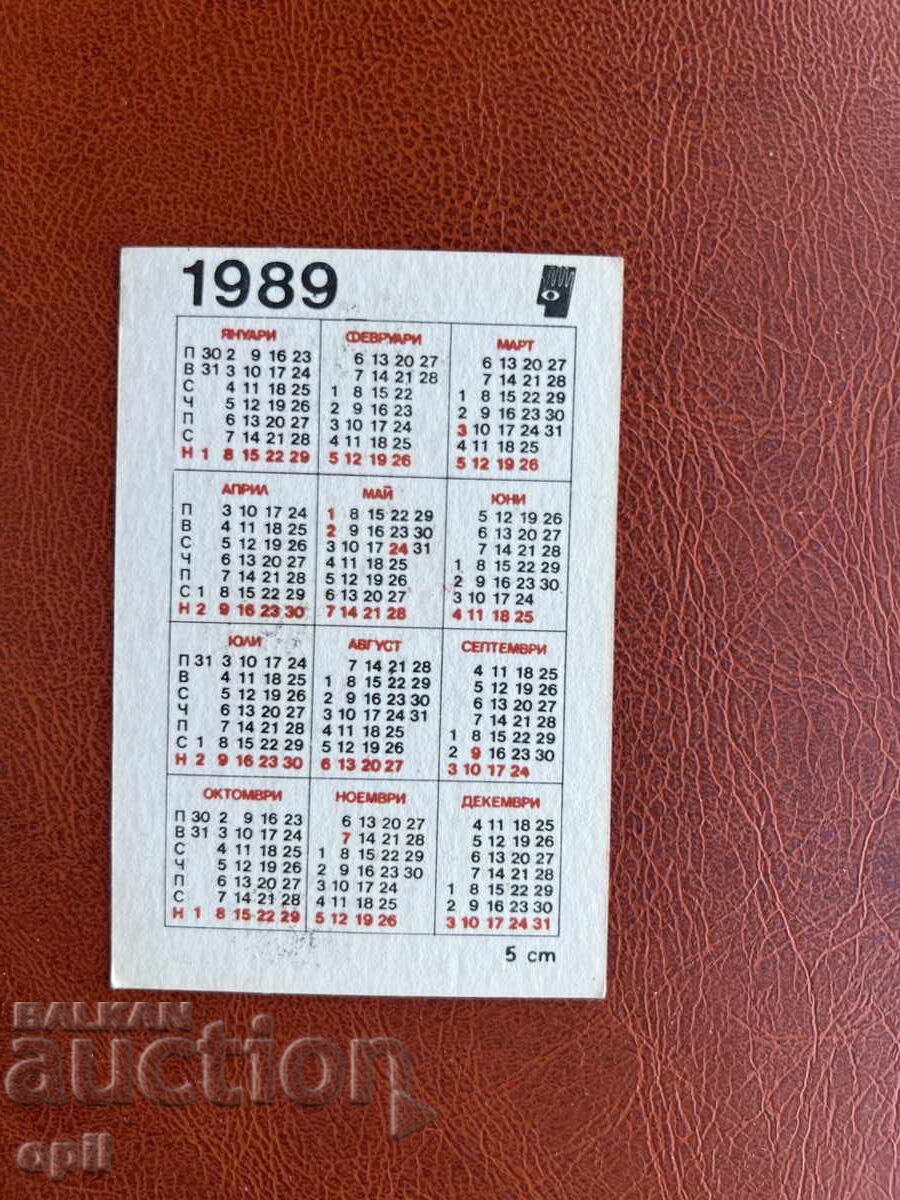 1989
ЯНУАРИ ФЕВРУАРИ МАРТ
П 30 2 9 16 23 6 13 20 27 6 13 20 27
В 31 3 10 17 24 7 14 21 28 7 14 21 28
С 4 11 18 25 1 8 15 22 1 8 15 22 29
Ч 5 12 19 26 2 9 16 23 2 9 16 23 30
П 6 13 20 27 3 10 17 24 3 10 17 24 31
С 7 14 21 28 4 11 18 25 4 11 18 25
Н 1 8 15 22 29 5 12 19 26 5 12 19 26
АПРИЛ МАЙ ЮНИ
П 3 10 17 24 1 8 15 22 29 5 12 19 26
В 4 11 18 25 2 9 16 23 30 6 13 20 27
С 5 12 19 26 3 10 17 24 31 7 14 21 28
Ч 6 13 20 27 4 11 18 25 1 8 15 22 29
П 7 14 21 28 5 12 19 26 2 9 16 23 30
С 1 8 15 22 29 6 13 20 27 3 10 17 24
Н 2 9 16 23 30 7 14 21 28 4 11 18 25
ЮЛИ АВГУСТ СЕПТЕМВРИ
П 31 3 10 17 24 7 14 21 28 4 11 18 25
В 4 11 18 25 1 8 15 22 29 5 12 19 26
С 5 12 19 26 2 9 16 23 30 6 13 20 27
Ч 6 13 20 27 3 10 17 24 31 7 14 21 28
П 7 14 21 28 4 11 18 25 1 8 15 22 29
С 1 8 15 22 29 5 12 19 26 2 9 16 23 30
Н 2 9 16 23 30 6 13 20 27 3 10 17 24
ОКТОМВРИ НОЕМВРИ ДЕКЕМВРИ
П 30 2 9 16 23 6 13 20 27 4 11 18 25
В 31 3 10 17 24 7 14 21 28 5 12 19 26
С 4 11 18 25 1 8 15 22 29 6 13 20 27
Ч 5 12 19 26 2 9 16 23 30 7 14 21 28
П 6 13 20 27 3 10 17 24 1 8 15 22 29
С 7 14 21 28 4 11 18 25 2 9 16 23 30
Н 1 8 15 22 29 5 12 19 26 3 10 17 24 31
5 cm
BALKAN
auction
opil